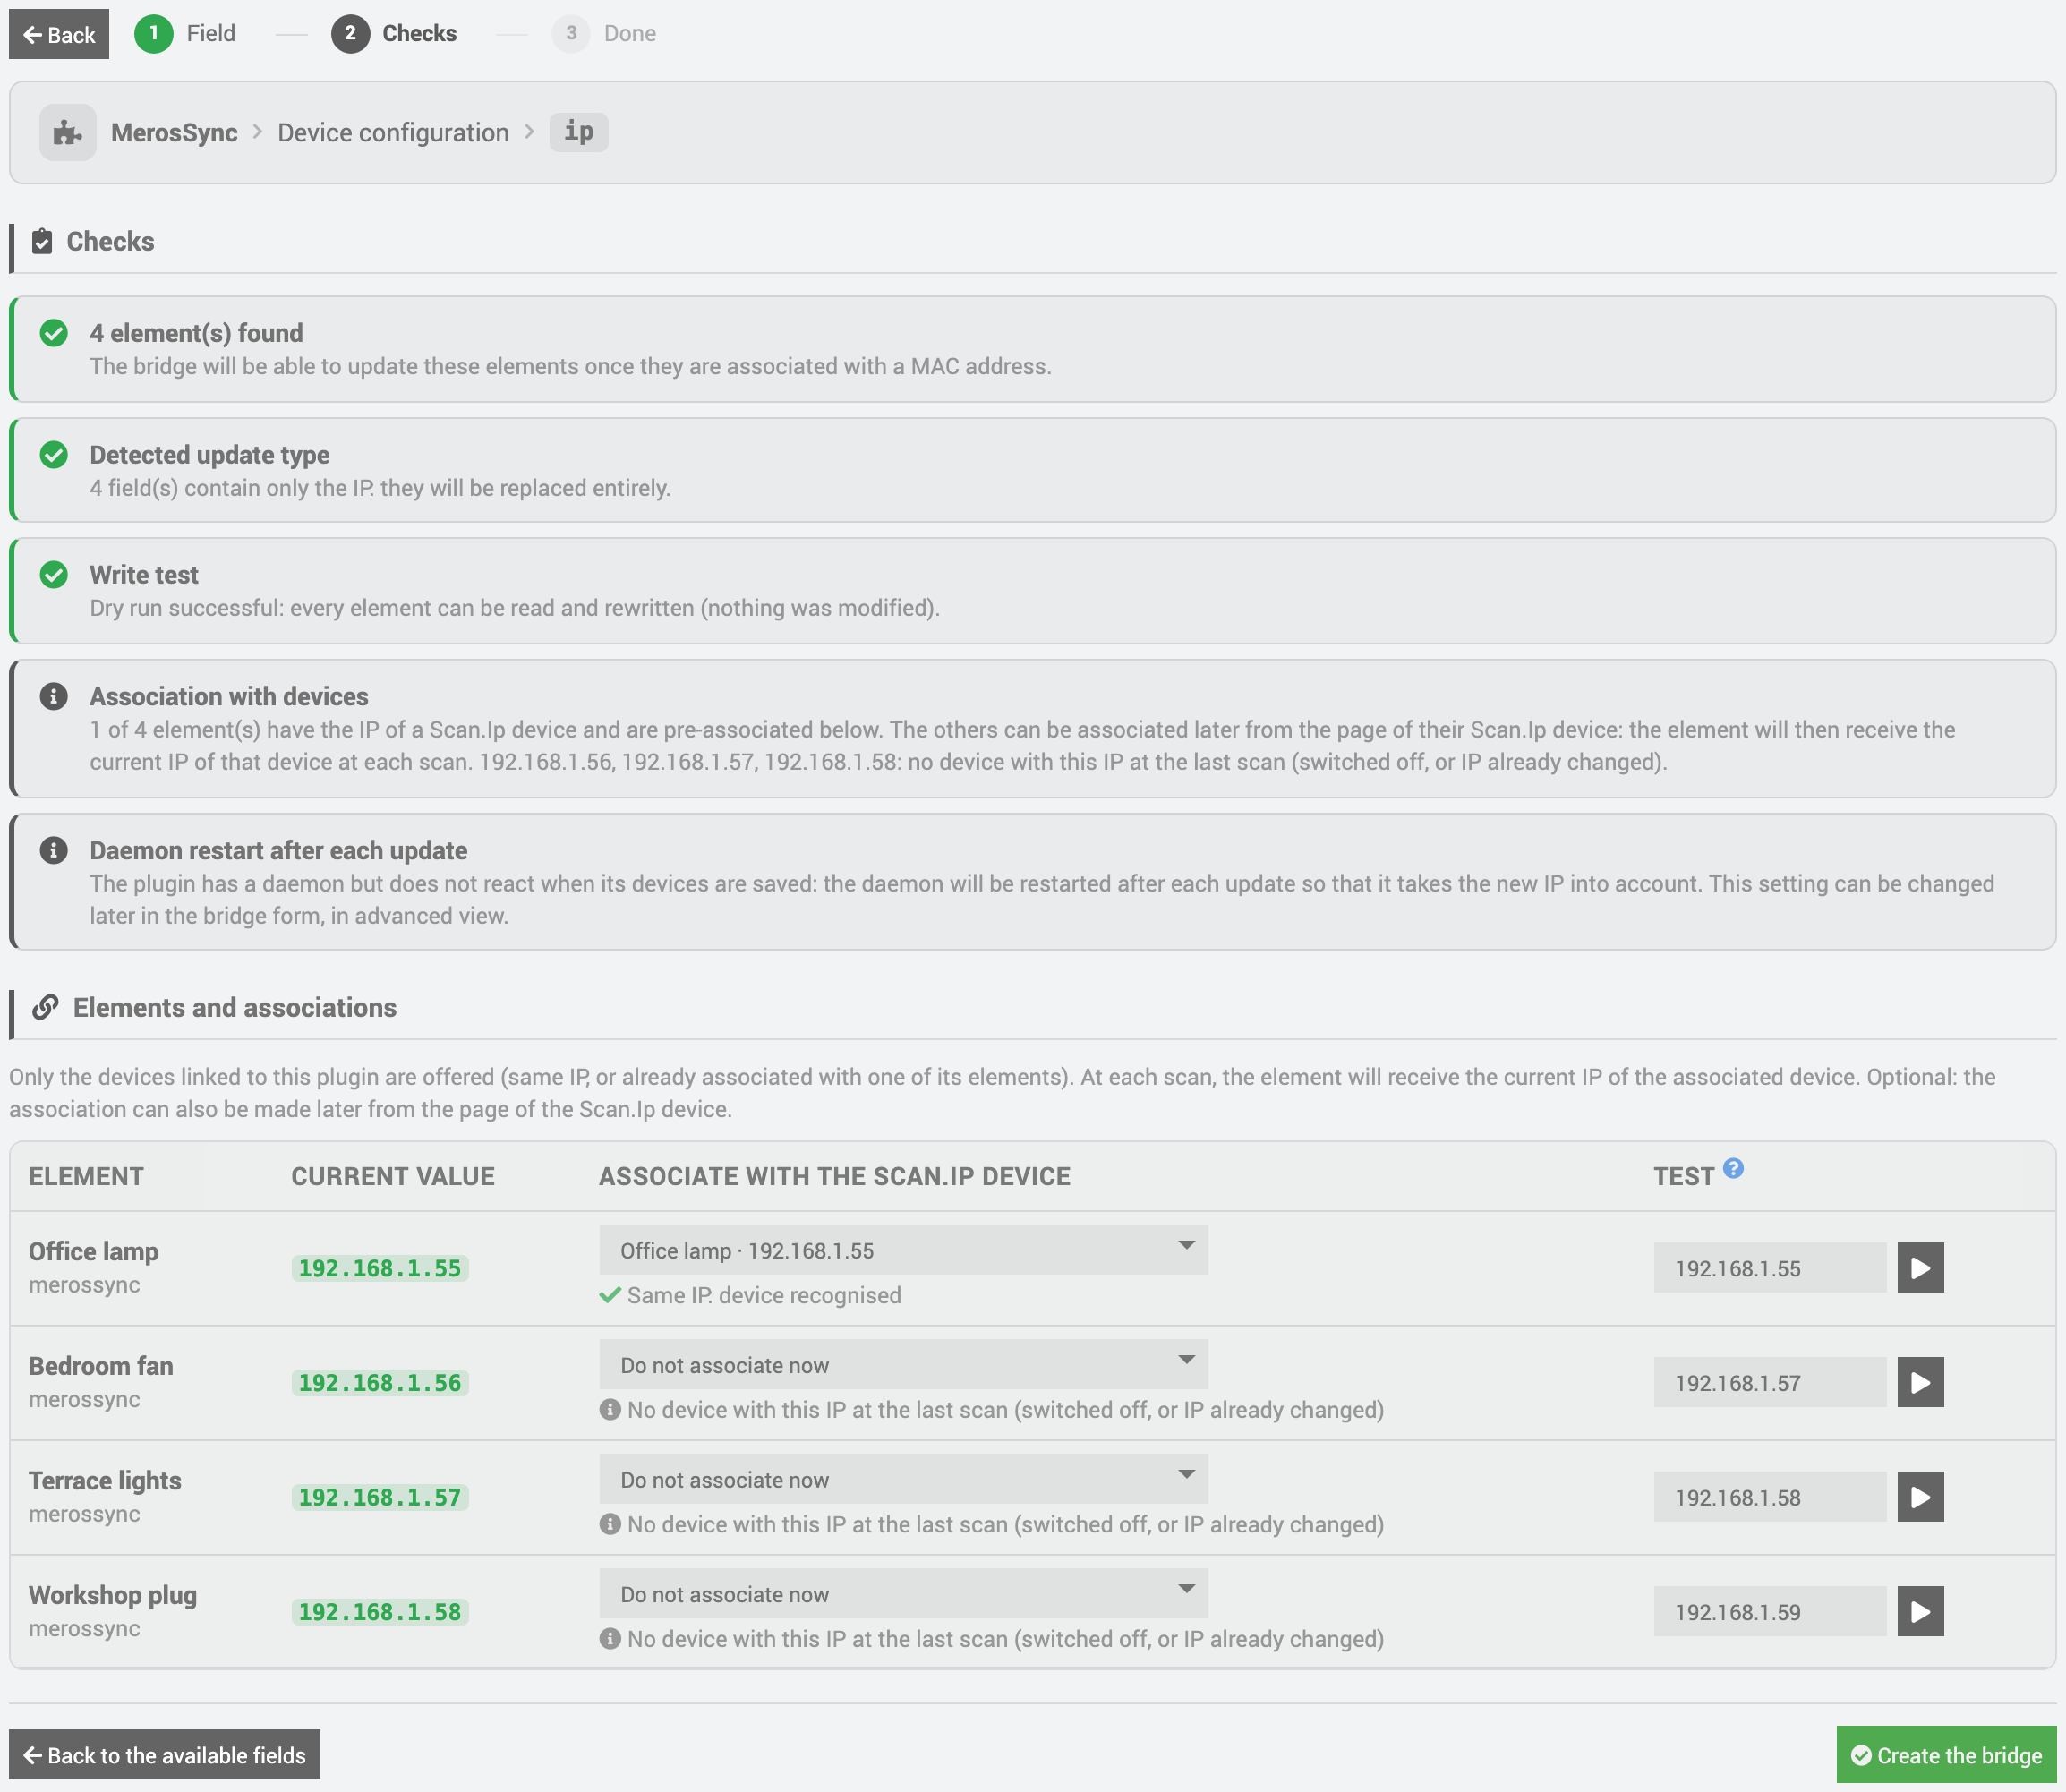 Back
1 Field
2 Checks
3 Done
MerosSync > Device configuration > ip
Checks
4 element(s) found
The bridge will be able to update these elements once they are associated with a MAC address.
Detected update type
4 field(s) contain only the IP. they will be replaced entirely.
Write test
Dry run successful: every element can be read and rewritten (nothing was modified).
Association with devices
1 of 4 element(s) have the IP of a Scan.Ip device and are pre-associated below. The others can be associated later from the page of their Scan.Ip device: the element will then receive the
current IP of that device at each scan. 192.168.1.56, 192.168.1.57, 192.168.1.58: no device with this IP at the last scan (switched off, or IP already changed).
Daemon restart after each update
The plugin has a daemon but does not react when its devices are saved: the daemon will be restarted after each update so that it takes the new IP into account. This setting can be changed
later in the bridge form, in advanced view.
Elements and associations
Only the devices linked to this plugin are offered (same IP, or already associated with one of its elements). At each scan, the element will receive the current IP of the associated device. Optional: the
association can also be made later from the page of the Scan.Ip device.
ELEMENT CURRENT VALUE ASSOCIATE WITH THE SCAN.IP DEVICE TEST ?
Office lamp
merossync
192.168.1.55
Office lamp · 192.168.1.55
Same IP. device recognised
192.168.1.55
Bedroom fan
merossync
192.168.1.56
Do not associate now
No device with this IP at the last scan (switched off, or IP already changed)
192.168.1.57
Terrace lights
merossync
192.168.1.57
Do not associate now
No device with this IP at the last scan (switched off, or IP already changed)
192.168.1.58
Workshop plug
merossync
192.168.1.58
Do not associate now
No device with this IP at the last scan (switched off, or IP already changed)
192.168.1.59
Back to the available fields
Create the bridge